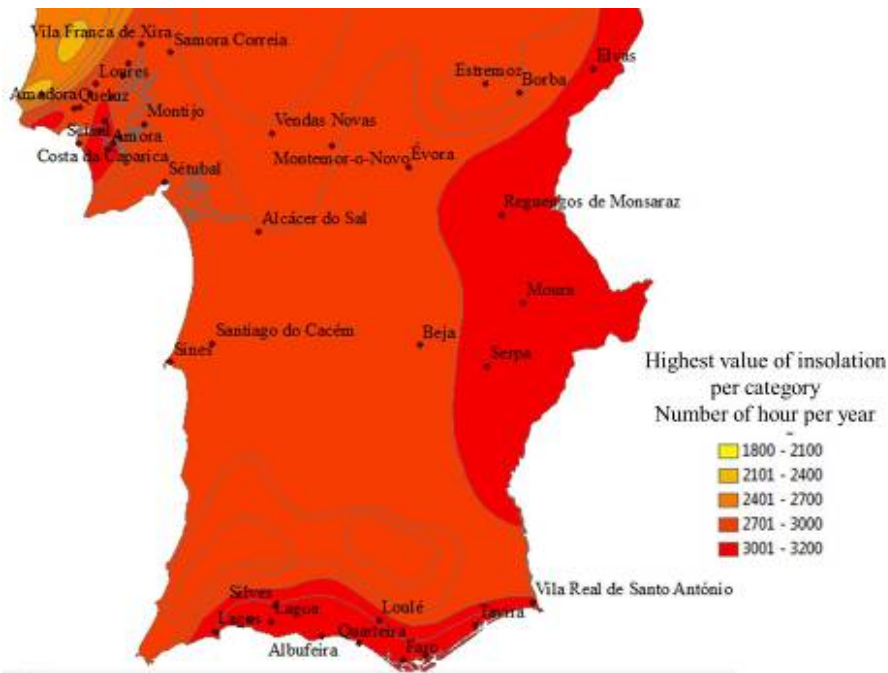 Vila Franca de Xira
Samora Correia
Loures
Estremoz
Borba
Elvas
Amadora
Queluz
Montijo
Vendas Novas
Seixal
Amora
Costa da Caparica
Montemor-o-Novo
Évora
Sétubal
Reguengos de Monsaraz
Alcácer do Sal
Moura
Santiago do Cacém
Beja
Sines
Serpa
Highest value of insolation
per category
Number of hour per year
1800 - 2100
2101 - 2400
2401 - 2700
2701 - 3000
3001 - 3200
Vila Real de Santo António
Silves
Lagoa
Loulé
Tavira
Lagos
Quarteira
Albufeira
Faro